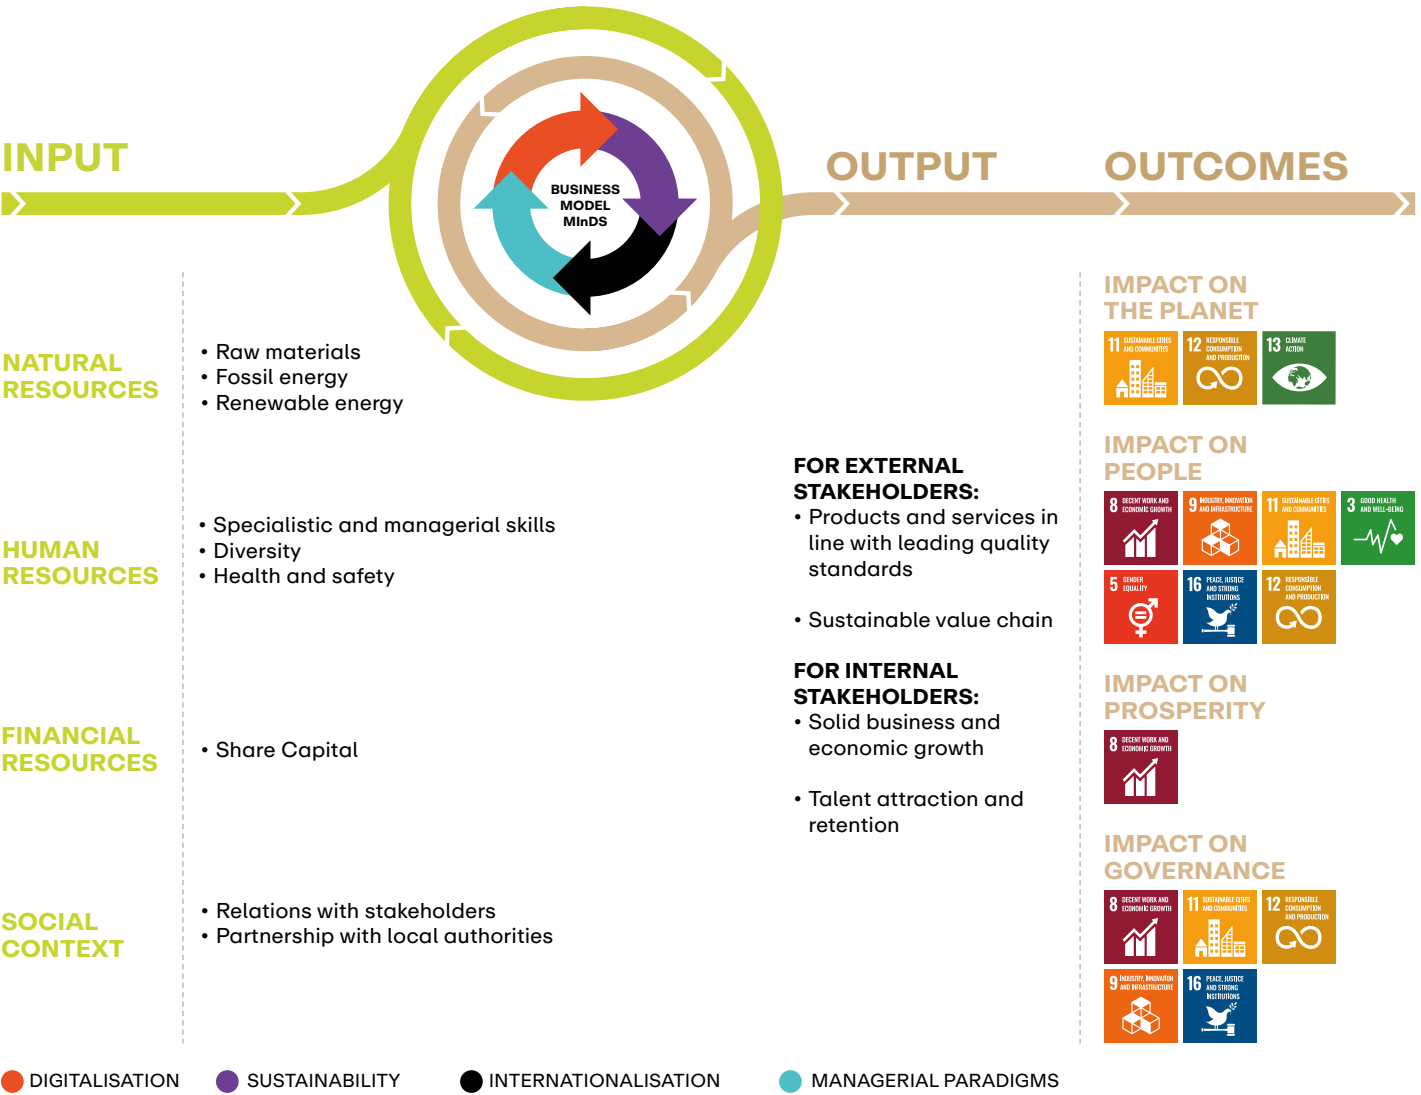 INPUT
BUSINESS
MODEL
MInDS
OUTPUT
OUTCOMES
NATURAL
RESOURCES
• Raw materials
• Fossil energy
• Renewable energy
HUMAN
RESOURCES
• Specialistic and managerial skills
• Diversity
• Health and safety
FINANCIAL
RESOURCES
• Share Capital
SOCIAL
CONTEXT
• Relations with stakeholders
• Partnership with local authorities
FOR EXTERNAL
STAKEHOLDERS:
• Products and services in
line with leading quality
standards
• Sustainable value chain
FOR INTERNAL
STAKEHOLDERS:
• Solid business and
economic growth
• Talent attraction and
retention
IMPACT ON
THE PLANET
11 SUSTAINABLE CITIES
AND COMMUNITIES
12 RESPONSIBLE
CONSUMPTION
AND PRODUCTION
13 CLIMATE
ACTION
IMPACT ON
PEOPLE
8 DECENT WORK AND
ECONOMIC GROWTH
9 INDUSTRY, INNOVATION
AND INFRASTRUCTURE
11 SUSTAINABLE CITIES
AND COMMUNITIES
3 GOOD HEALTH
AND WELL-BEING
5 GENDER
EQUALITY
16 PEACE, JUSTICE
AND STRONG
INSTITUTIONS
12 RESPONSIBLE
CONSUMPTION
AND PRODUCTION
IMPACT ON
PROSPERITY
8 DECENT WORK AND
ECONOMIC GROWTH
IMPACT ON
GOVERNANCE
8 DECENT WORK AND
ECONOMIC GROWTH
11 SUSTAINABLE CITIES
AND COMMUNITIES
12 RESPONSIBLE
CONSUMPTION
AND PRODUCTION
9 INDUSTRY, INNOVATION
AND INFRASTRUCTURE
16 PEACE, JUSTICE
AND STRONG
INSTITUTIONS
DIGITALISATION
SUSTAINABILITY
INTERNATIONALISATION
MANAGERIAL PARADIGMS